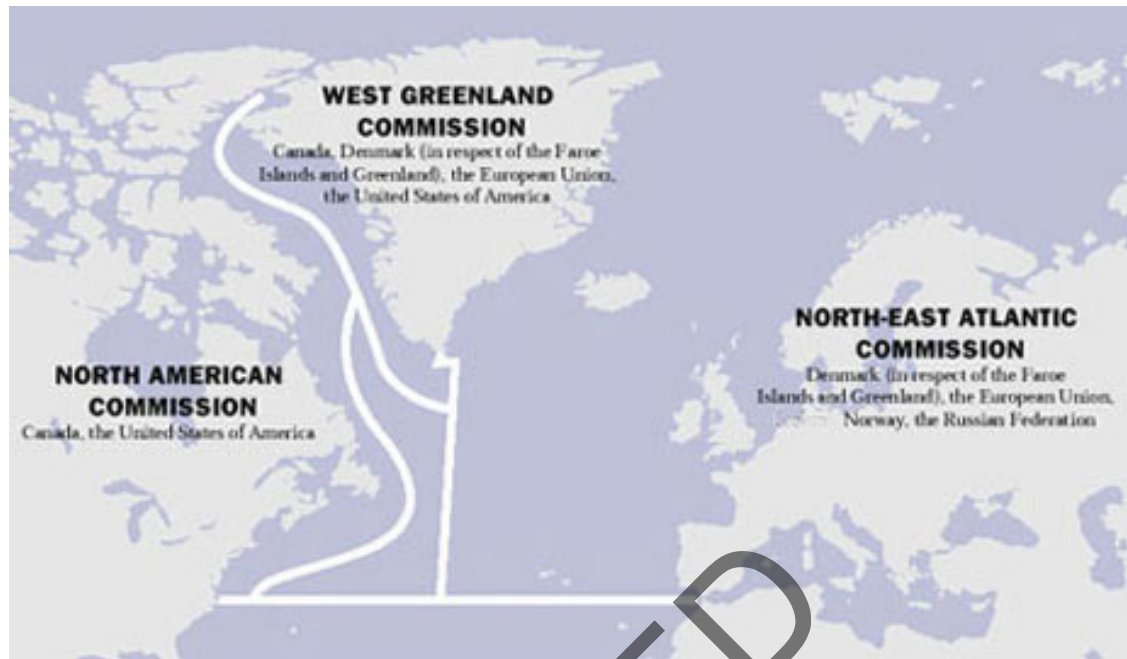 WEST GREENLAND
COMMISSION
Canada, Denmark (in respect of the Faroe
Islands and Greenland), the European Union,
the United States of America
NORTH-EAST ATLANTIC
COMMISSION
Denmark (in respect of the Faroe
Islands and Greenland), the European Union,
Norway, the Russian Federation
NORTH AMERICAN
COMMISSION
Canada, the United States of America